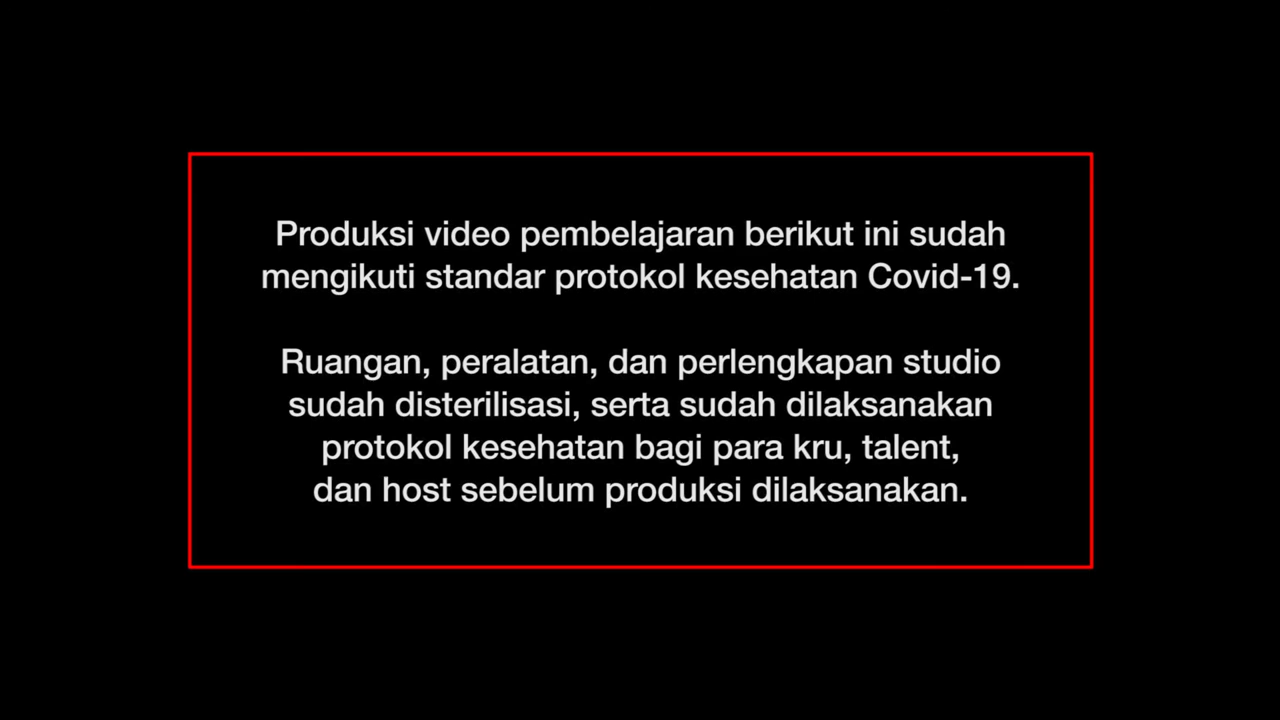 Produksi video pembelajaran berikut ini sudah
mengikuti standar protokol kesehatan Covid-19.
Ruangan, peralatan, dan perlengkapan studio
sudah disterilisasi, serta sudah dilaksanakan
protokol kesehatan bagi para kru, talent,
dan host sebelum produksi dilaksanakan.